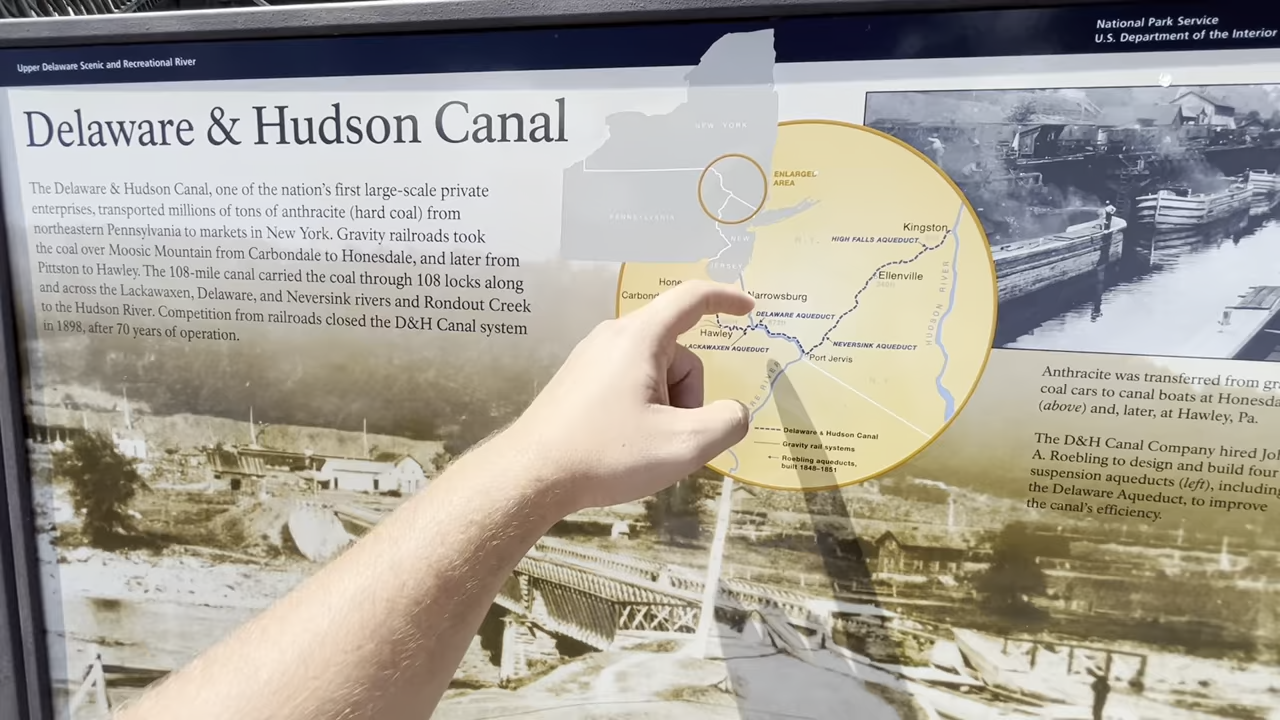 Upper Delaware Scenic and Recreational River
National Park Service
U.S. Department of the Interior
Delaware & Hudson Canal
The Delaware & Hudson Canal, one of the nation's first large-scale private
enterprises, transported millions of tons of anthracite (hard coal) from
northeastern Pennsylvania to markets in New York. Gravity railroads took
the coal over Moosic Mountain from Carbondale to Honesdale, and later from
Pittston to Hawley. The 108-mile canal carried the coal through 108 locks along
and across the Lackawaxen, Delaware, and Neversink rivers and Rondout Creek
to the Hudson River. Competition from railroads closed the D&H Canal system
in 1898, after 70 years of operation.
NEW YORK
PENNSYLVANIA
NEW
JERSEY
ENLARGED
AREA
N.Y.
Kingston
HIGH FALLS AQUEDUCT
Ellenville
HUDSON RIVER
Hone
Carbond
Narrowsburg
DELAWARE AQUEDUCT
Hawley
LACKAWAXEN AQUEDUCT
NEVERSINK AQUEDUCT
Port Jervis
RE RIVER
N.J.
Delaware & Hudson Canal
Gravity rail systems
Roebling aqueducts,
built 1848-1851
Anthracite was transferred from gra
coal cars to canal boats at Honesda
(above) and, later, at Hawley, Pa.
The D&H Canal Company hired Joh
A. Roebling to design and build four
suspension aqueducts (left), including
the Delaware Aqueduct, to improve
the canal's efficiency.